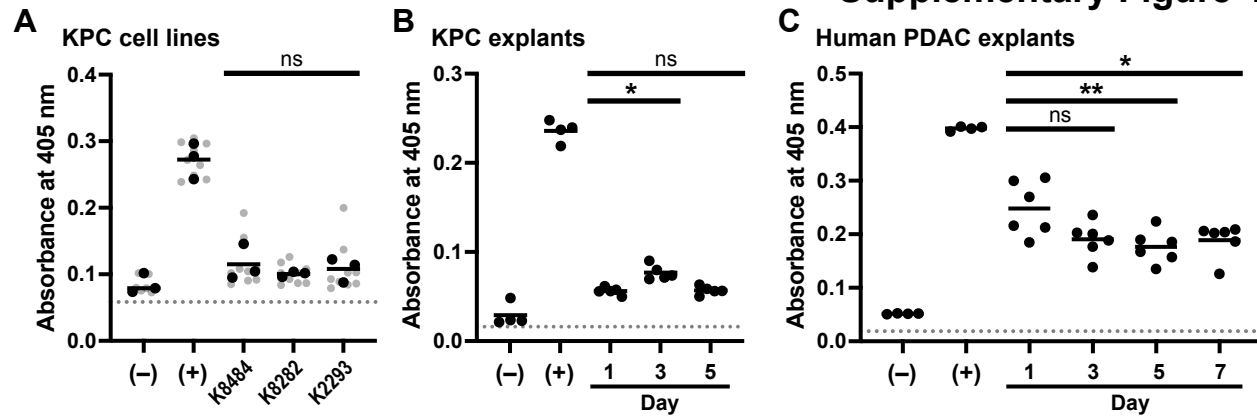 Supplementary Figure
A
KPC cell lines
ns
Absorbance at 405 nm
0.4
0.3
0.2
0.1
0.0
(–)
(+)
K8484
K8282
K2293
B
KPC explants
ns
*
Absorbance at 405 nm
0.3
0.2
0.1
0.0
(–)
(+)
1
3
5
Day
C
Human PDAC explants
*
**
ns
Absorbance at 405 nm
0.5
0.4
0.3
0.2
0.1
0.0
(–)
(+)
1
3
5
7
Day